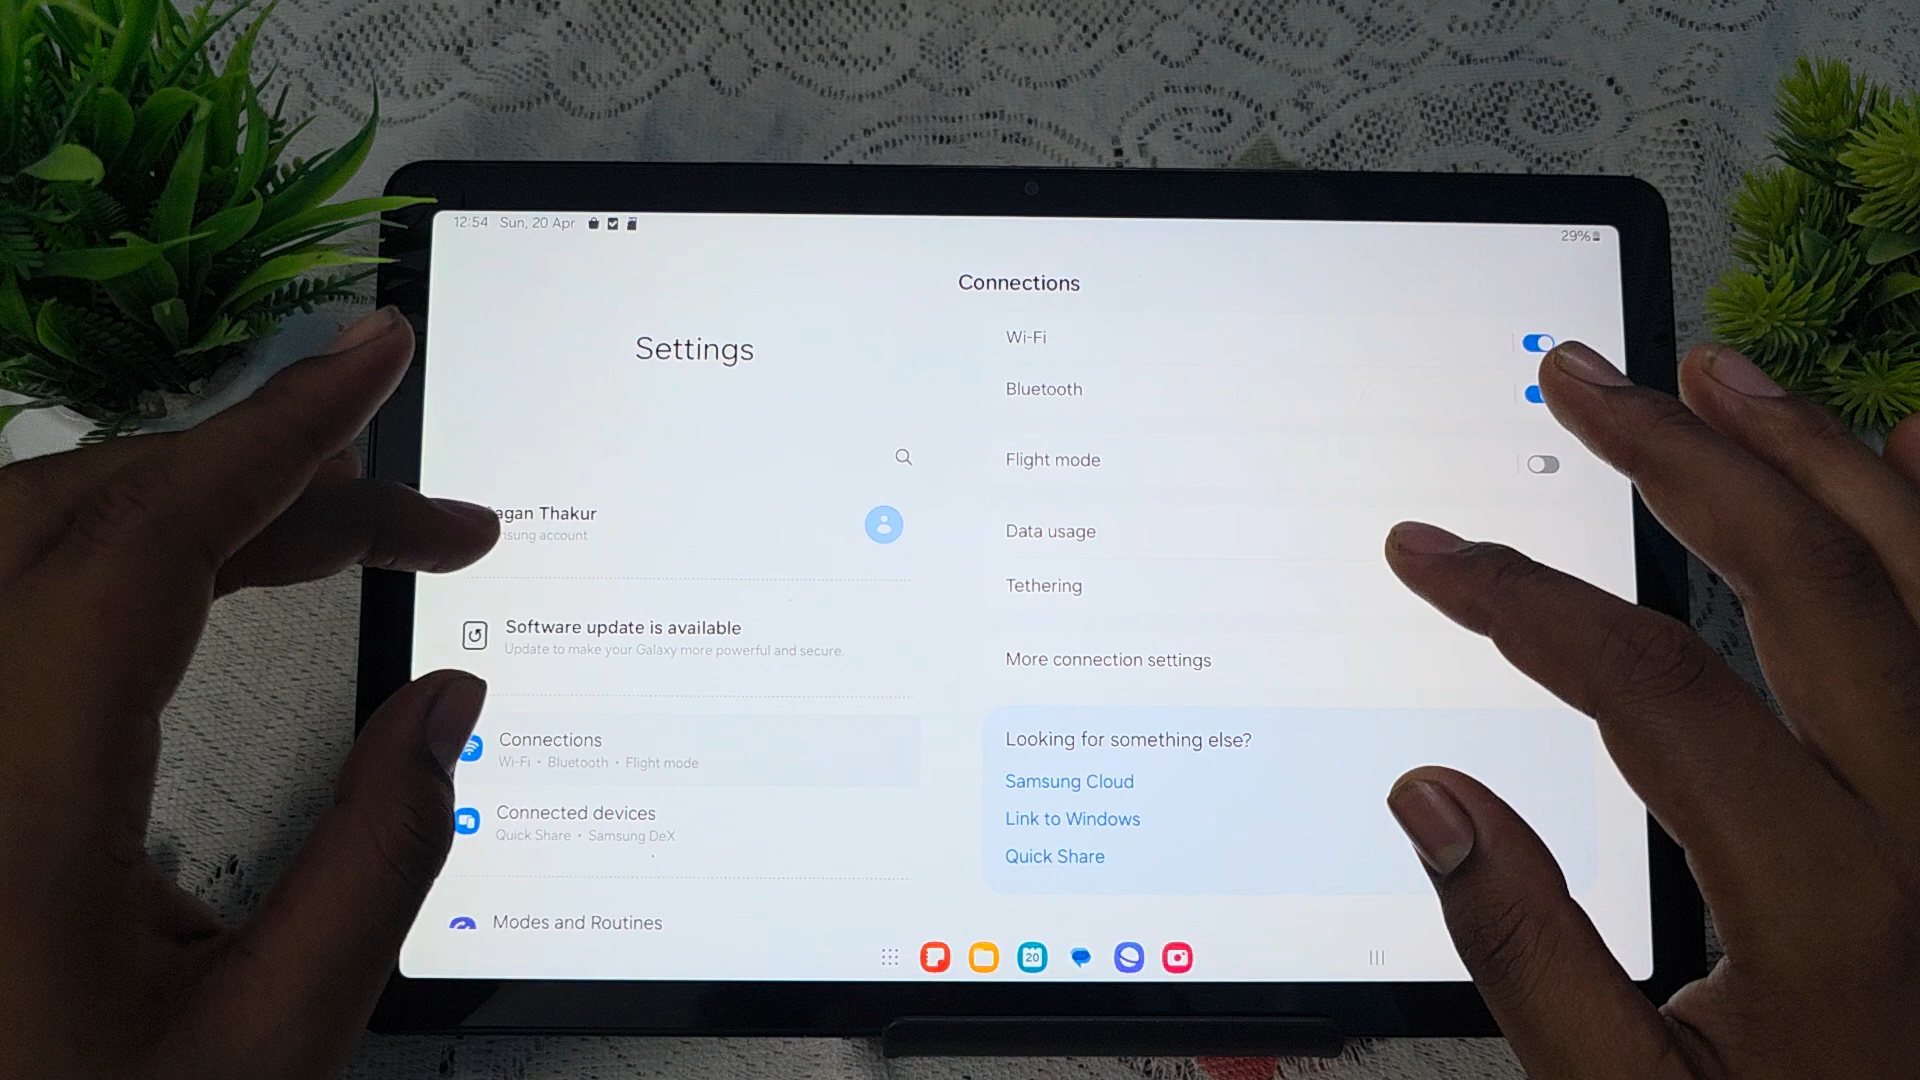 12:54 Sun, 20 Apr
29%
Settings
agan Thakur
nsung account
Software update is available
Update to make your Galaxy more powerful and secure.
Connections
Wi-Fi • Bluetooth • Flight mode
Connected devices
Quick Share • Samsung DeX
Modes and Routines
Connections
Wi-Fi
Bluetooth
Flight mode
Data usage
Tethering
More connection settings
Looking for something else?
Samsung Cloud
Link to Windows
Quick Share
20